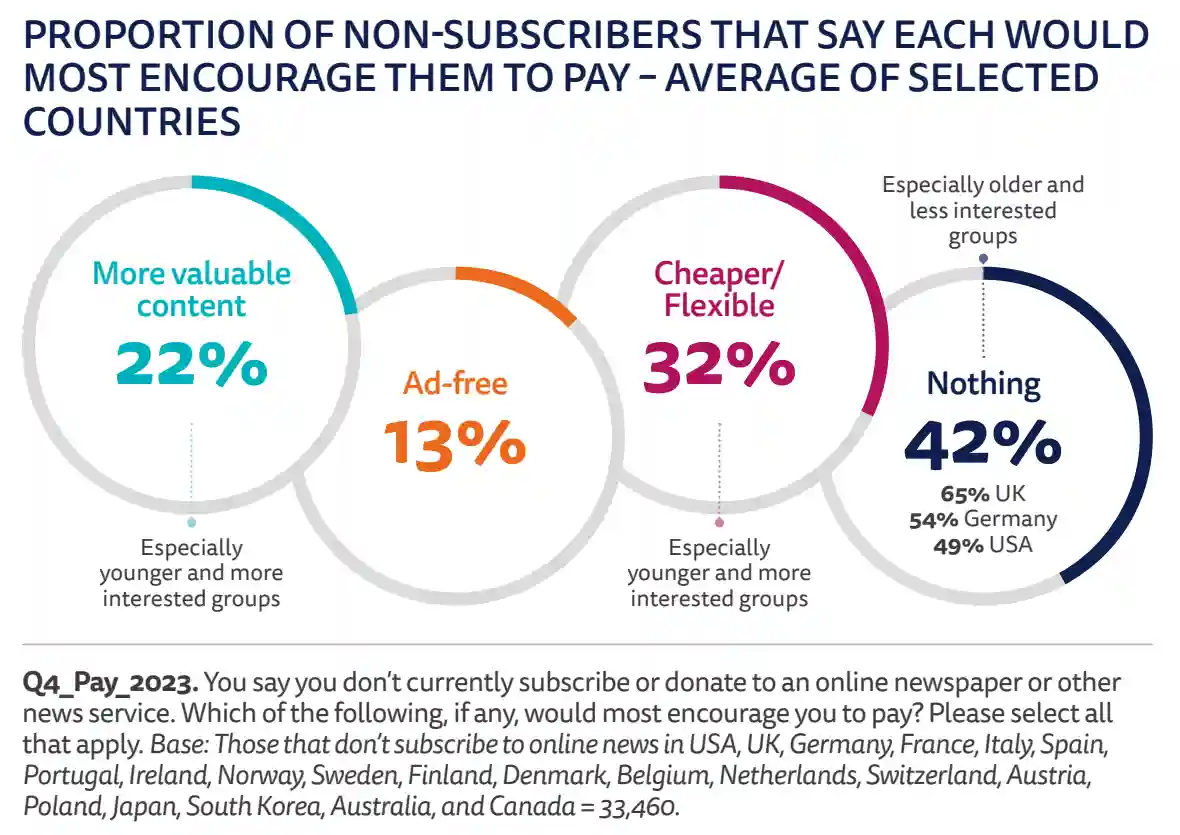 PROPORTION OF NON-SUBSCRIBERS THAT SAY EACH WOULD
MOST ENCOURAGE THEM TO PAY – AVERAGE OF SELECTED
COUNTRIES
More valuable
content
22%
Especially
younger and more
interested groups
Ad-free
13%
Cheaper/
Flexible
32%
Especially
younger and more
interested groups
Especially older and
less interested
groups
Nothing
42%
65% UK
54% Germany
49% USA
Q4_Pay_2023. You say you don’t currently subscribe or donate to an online newspaper or other
news service. Which of the following, if any, would most encourage you to pay? Please select all
that apply. Base: Those that don’t subscribe to online news in USA, UK, Germany, France, Italy, Spain,
Portugal, Ireland, Norway, Sweden, Finland, Denmark, Belgium, Netherlands, Switzerland, Austria,
Poland, Japan, South Korea, Australia, and Canada = 33,460.